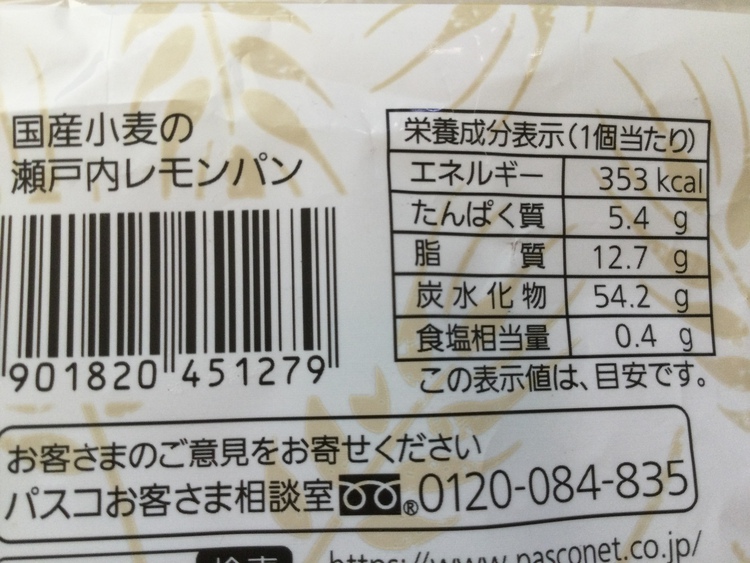 国産小麦の
瀬戸内レモンパン
901820 451279
栄養成分表示(1個当たり)
エネルギー 353 kcal
たんぱく質 5.4 g
脂質 12.7 g
炭水化物 54.2 g
食塩相当量 0.4 g
この表示値は、目安です。
お客さまのご意見をお寄せください
パスコお客さま相談室 ®0120-084-835
検索 https://www.pasconet.co.jp/